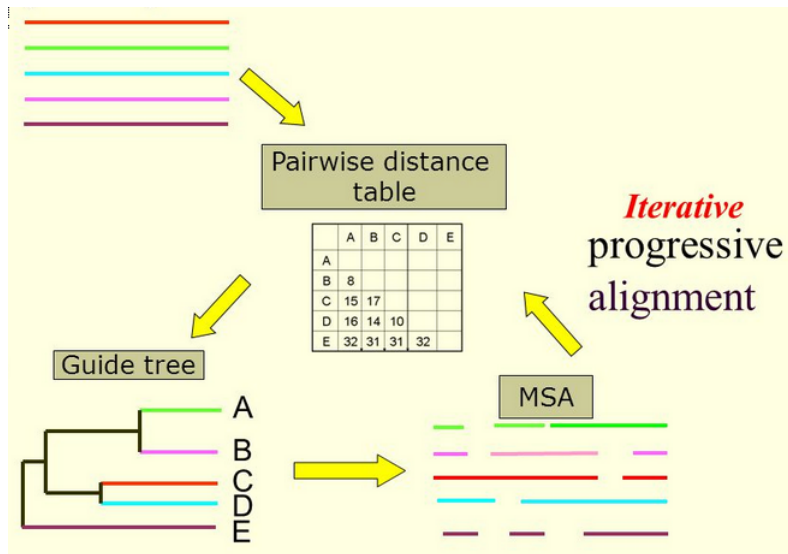 Pairwise distance
table
A B C D E
A
B 8
C 15 17
D 16 14 10
E 32 31 31 32
Iterative
progressive
alignment
Guide tree
A
B
C
D
E
MSA